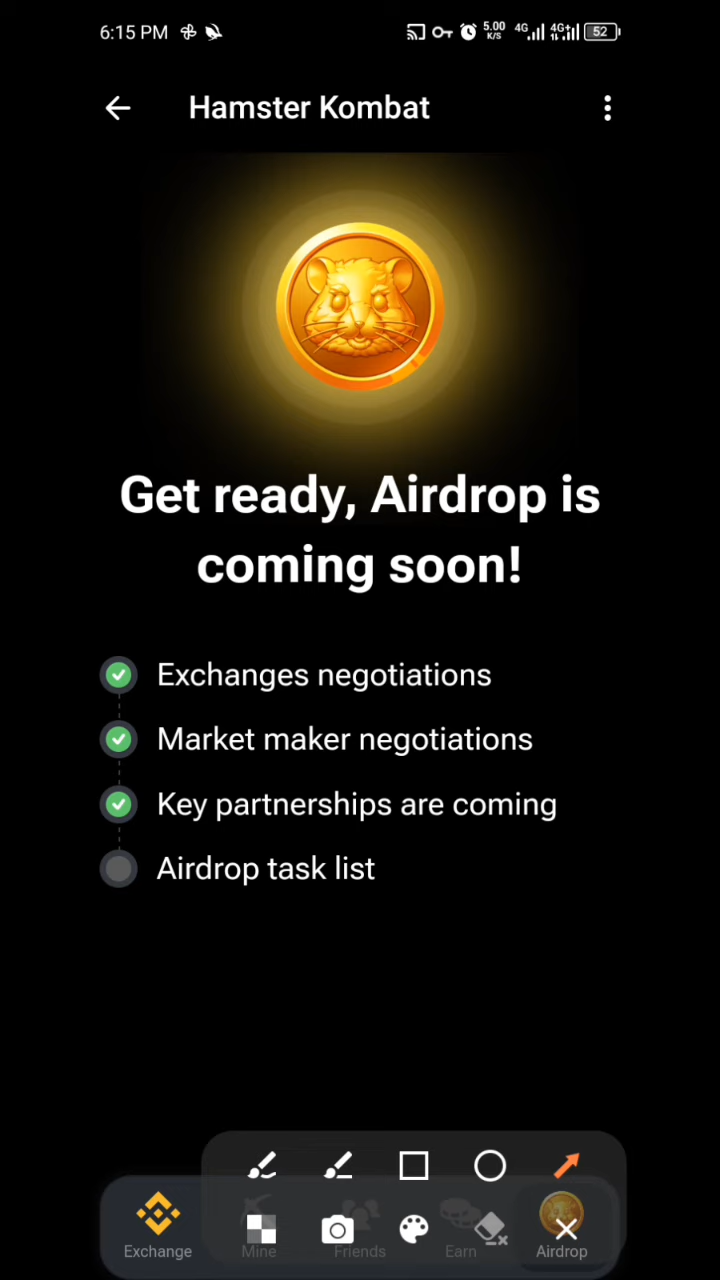 6:15 PM 5.00 K/S 4G 4G+ 52
Hamster Kombat
Get ready, Airdrop is
coming soon!
Exchanges negotiations
Market maker negotiations
Key partnerships are coming
Airdrop task list
Exchange Mine Friends Earn Airdrop